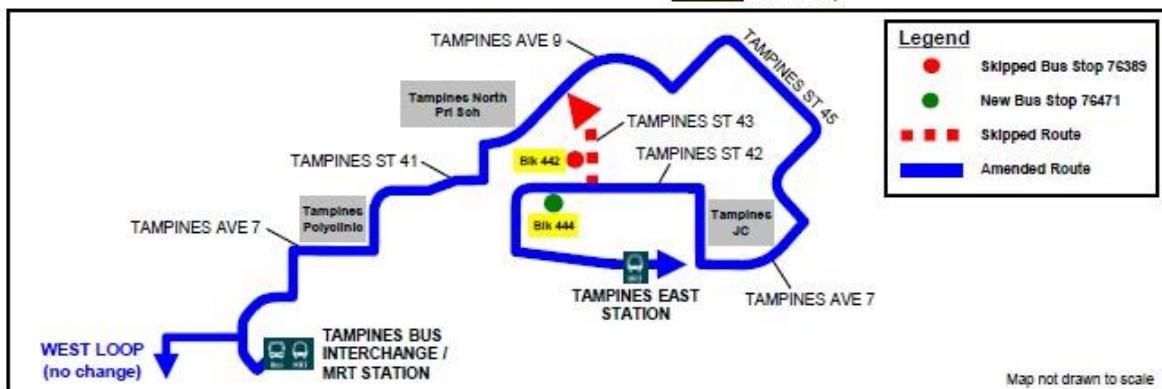 TAMPINES AVE 9
TAMPINES ST 45
Tampines North
Pri Sch
TAMPINES ST 43
TAMPINES ST 41
Blk 442
TAMPINES ST 42
Tampines
Polyclinic
Blk 444
Tampines
JC
TAMPINES AVE 7
TAMPINES EAST
STATION
TAMPINES AVE 7
WEST LOOP
(no change)
TAMPINES BUS
INTERCHANGE /
MRT STATION
Legend
Skipped Bus Stop 76389
New Bus Stop 76471
Skipped Route
Amended Route
Map not drawn to scale